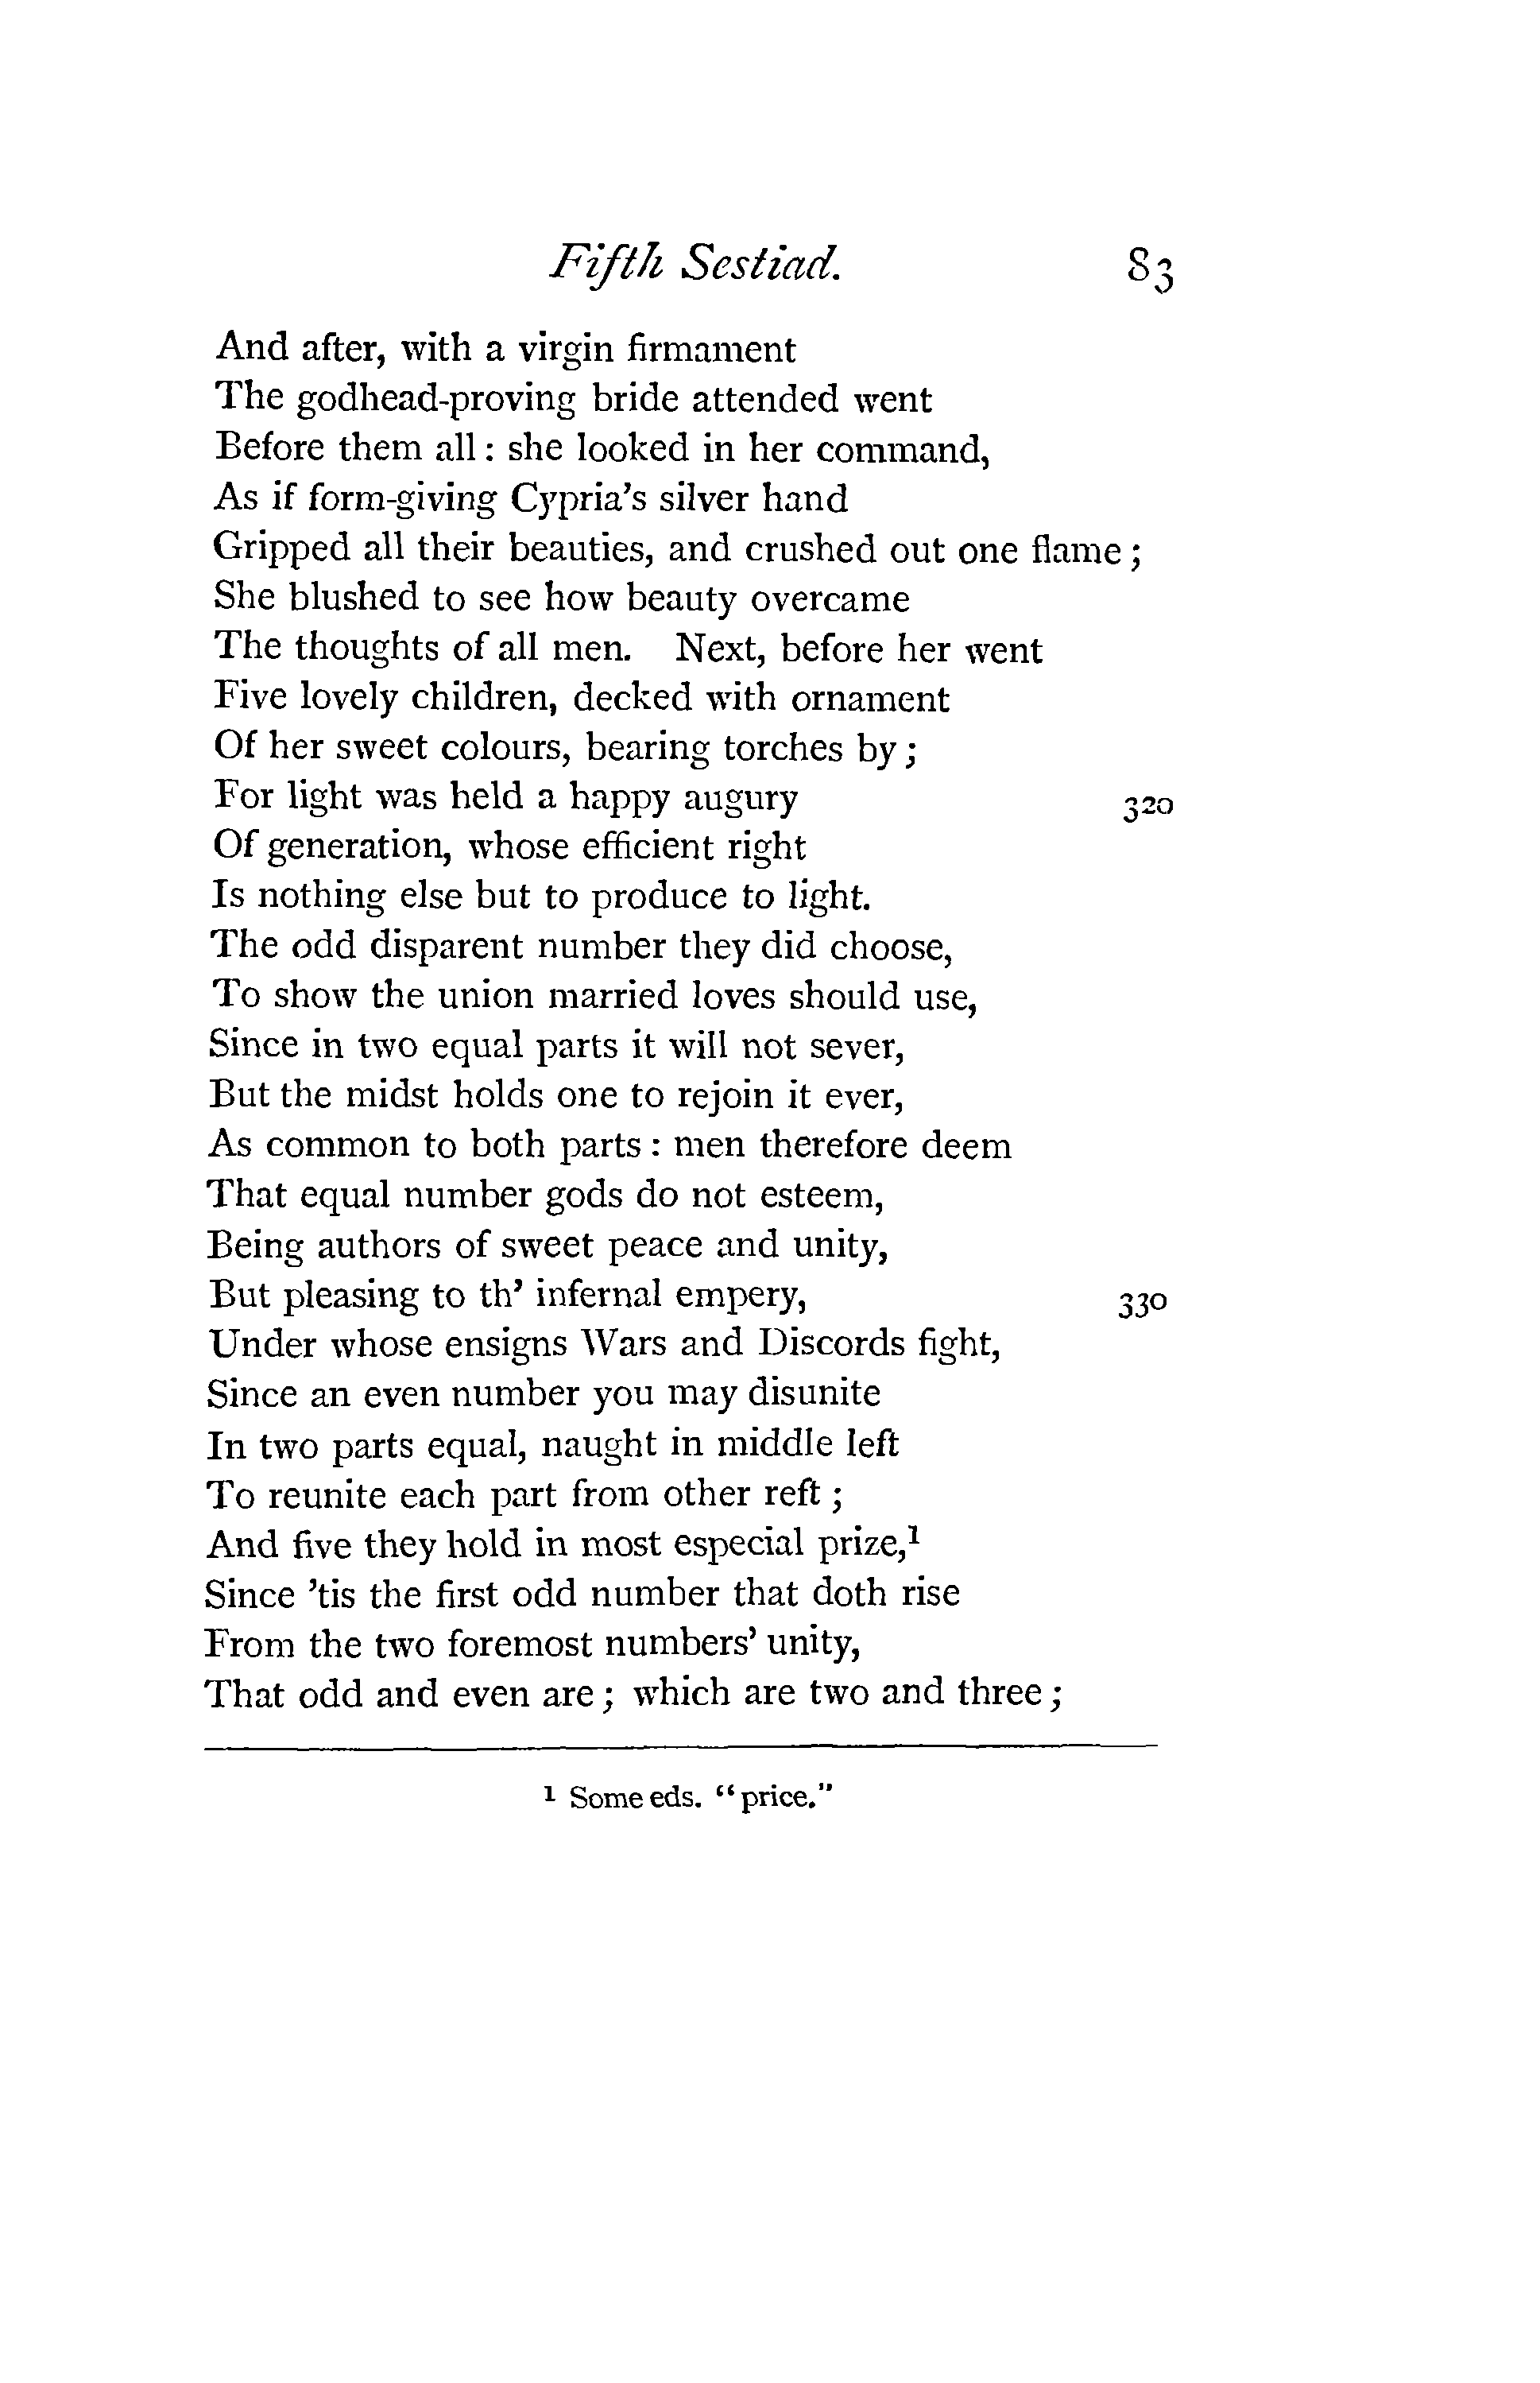 Fifth Sestiad. 83
And after, with a virgin firmament
The godhead-proving bride attended went
Before them all : she looked in her command,
As if form-giving Cypria’s silver hand
Gripped all their beauties, and crushed out one flame ;
She blushed to see how beauty overcame
The thoughts of all men. Next, before her went
Five lovely children, decked with ornament
Of her sweet colours, bearing torches by ;
For light was held a happy augury 320
Of generation, whose efficient right
Is nothing else but to produce to light.
The odd disparent number they did choose,
To show the union married loves should use,
Since in two equal parts it will not sever,
But the midst holds one to rejoin it ever,
As common to both parts : men therefore deem
That equal number gods do not esteem,
Being authors of sweet peace and unity,
But pleasing to th’ infernal empery, 330
Under whose ensigns Wars and Discords fight,
Since an even number you may disunite
In two parts equal, naught in middle left
To reunite each part from other reft ;
And five they hold in most especial prize,¹
Since ’tis the first odd number that doth rise
From the two foremost numbers’ unity,
That odd and even are ; which are two and three ;
¹ Some eds. “price.”